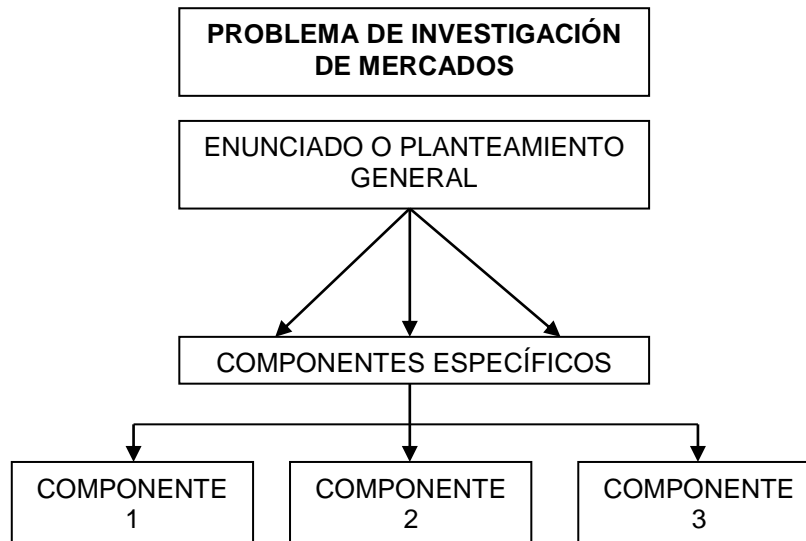 PROBLEMA DE INVESTIGACIÓN
DE MERCADOS
ENUNCIADO O PLANTEAMIENTO
GENERAL
COMPONENTES ESPECÍFICOS
COMPONENTE
1
COMPONENTE
2
COMPONENTE
3